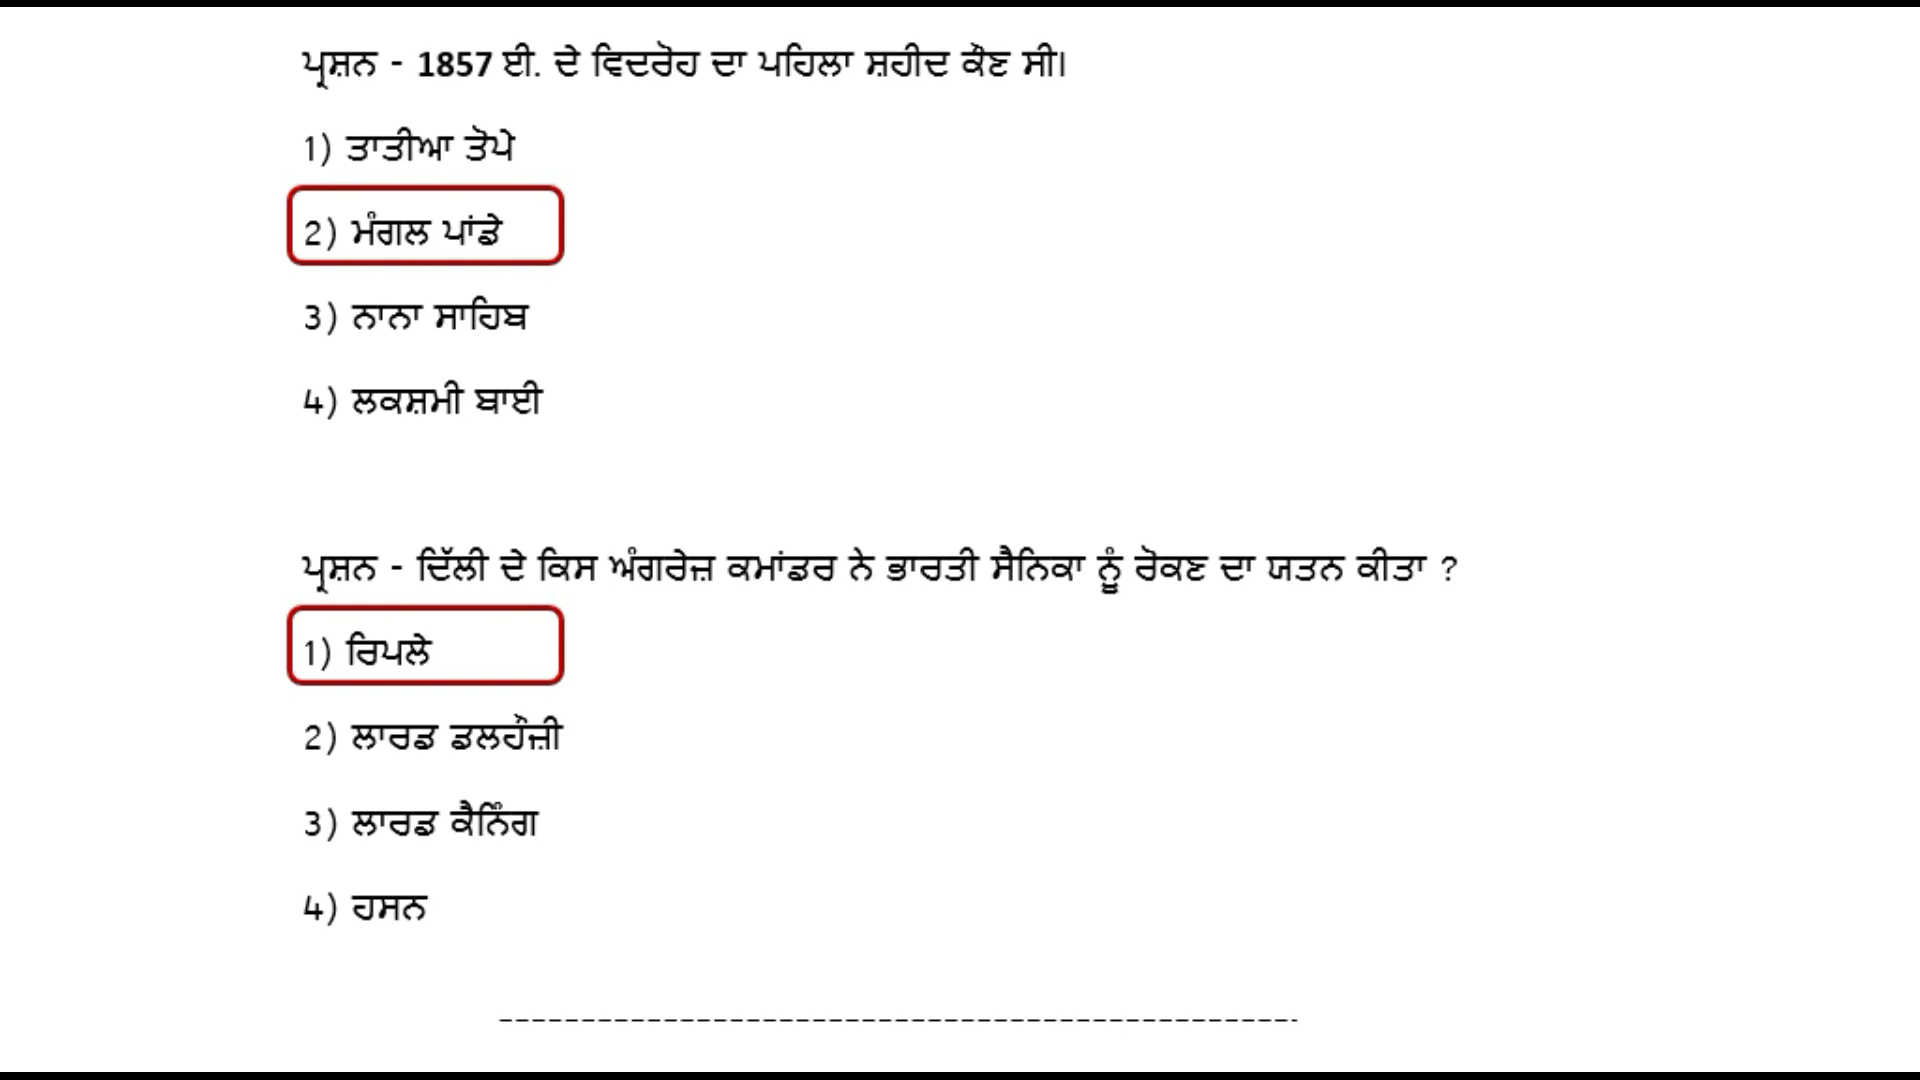 ਪ੍ਰਸ਼ਨ - 1857 ਈ. ਦੇ ਵਿਦਰੋਹ ਦਾ ਪਹਿਲਾ ਸ਼ਹੀਦ ਕੌਣ ਸੀ।
1) ਤਾਤੀਆ ਤੋਪੇ
2) ਮੰਗਲ ਪਾਂਡੇ
3) ਨਾਨਾ ਸਾਹਿਬ
4) ਲਕਸ਼ਮੀ ਬਾਈ
ਪ੍ਰਸ਼ਨ - ਦਿੱਲੀ ਦੇ ਕਿਸ ਅੰਗਰੇਜ਼ ਕਮਾਂਡਰ ਨੇ ਭਾਰਤੀ ਸੈਨਿਕਾ ਨੂੰ ਰੋਕਣ ਦਾ ਯਤਨ ਕੀਤਾ ?
1) ਰਿਪਲੇ
2) ਲਾਰਡ ਡਲਹੌਜ਼ੀ
3) ਲਾਰਡ ਕੈਨਿੰਗ
4) ਹਸਨ